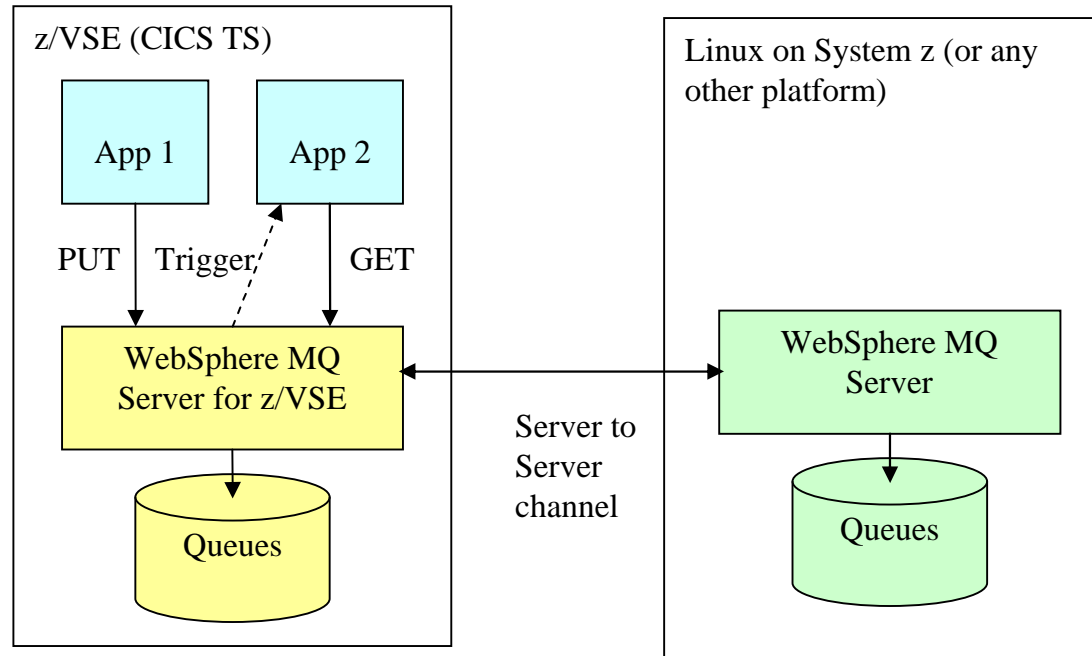 z/VSE (CICS TS)
App 1
App 2
PUT
Trigger
GET
WebSphere MQ
Server for z/VSE
Queues
Server to
Server
channel
Linux on System z (or any
other platform)
WebSphere MQ
Server
Queues